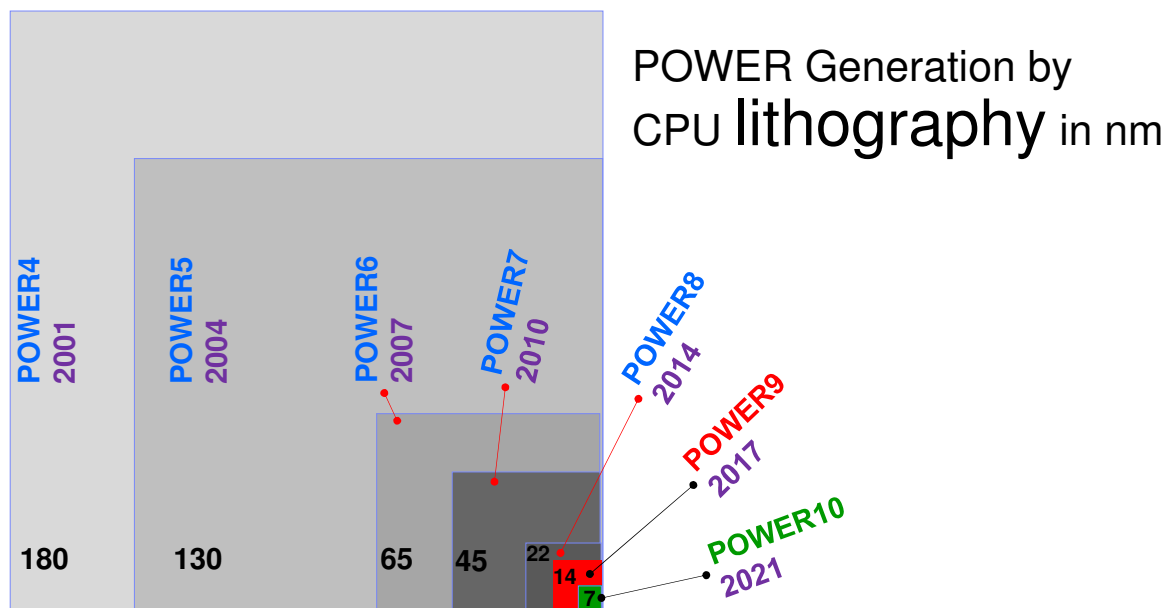 POWER Generation by
CPU lithography in nm
POWER4
2001
POWER5
2004
POWER6
2007
POWER7
2010
POWER8
2014
POWER9
2017
POWER10
2021
180
130
65
45
22
14
7